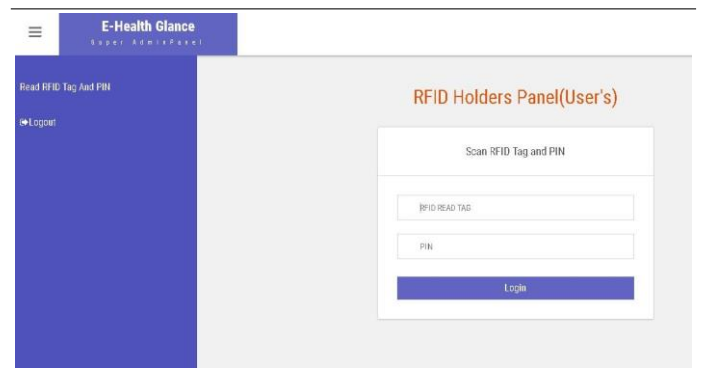 E-Health Glance
Super AdminPanel
Read RFID Tag And PIN
Logout
RFID Holders Panel(User's)
Scan RFID Tag and PIN
RFID READ TAG
PIN
Login